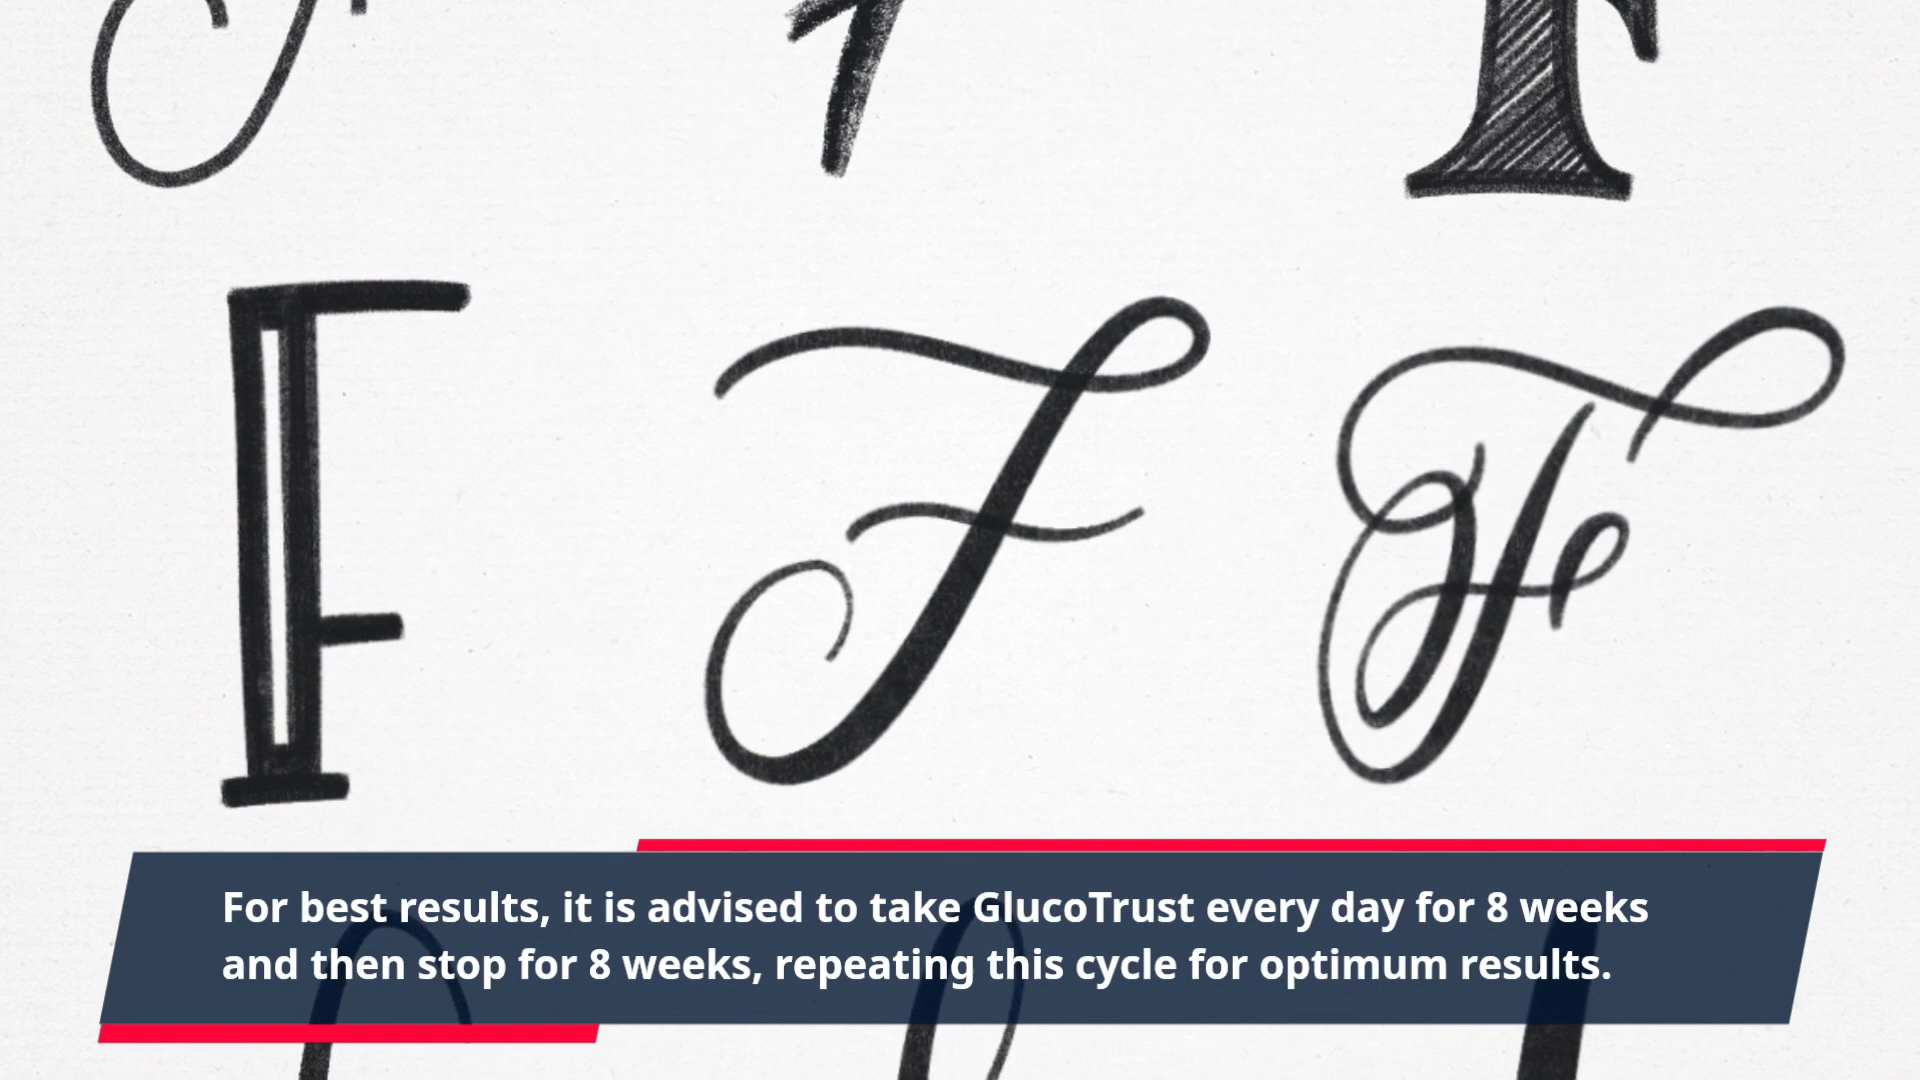 F F F
For best results, it is advised to take GlucoTrust every day for 8 weeks
and then stop for 8 weeks, repeating this cycle for optimum results.